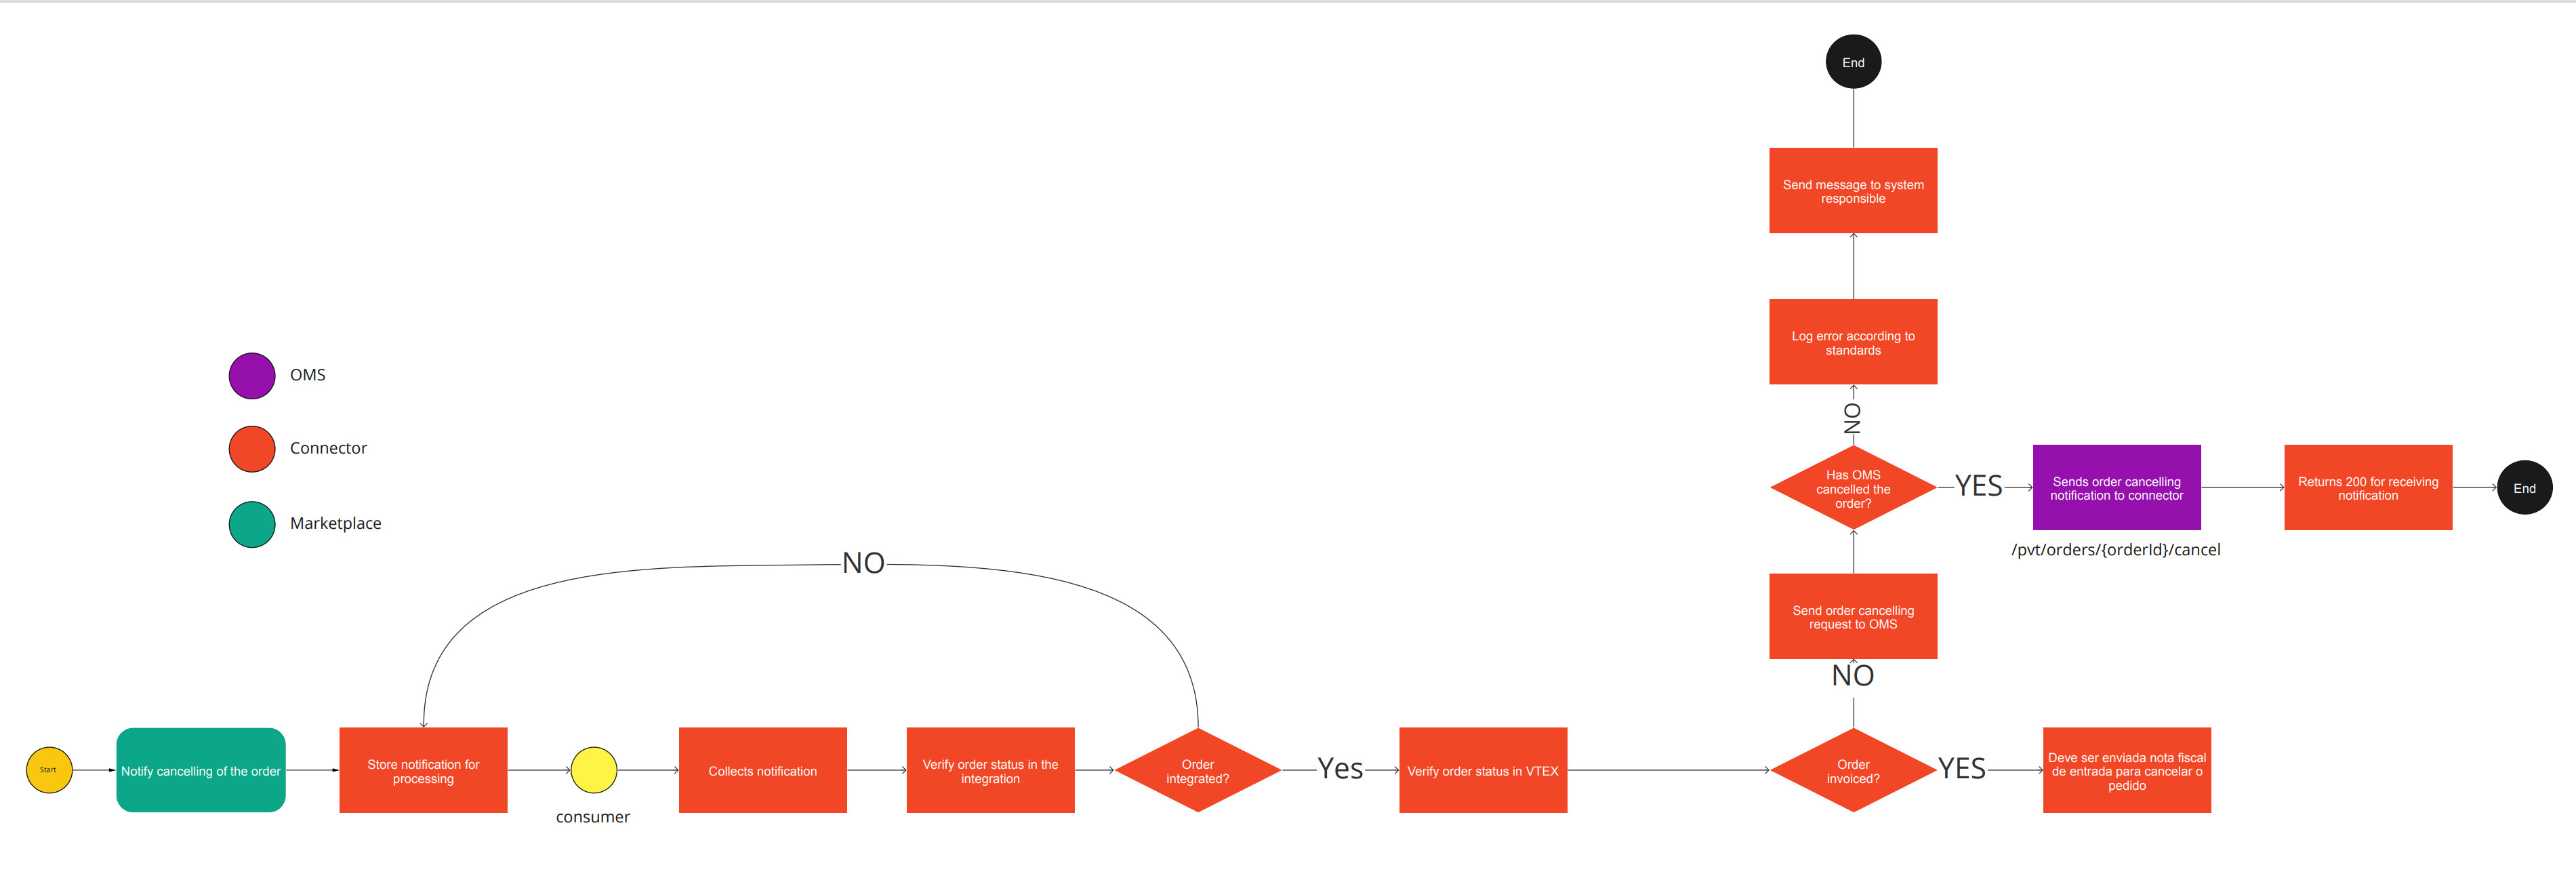 End
Send message to system
responsible
Log error according to
standards
OMS
Connector
Marketplace
NO
Has OMS
cancelled the
order?
YES
Sends order cancelling
notification to connector
/pvt/orders/{orderId}/cancel
Returns 200 for receiving
notification
End
NO
Send order cancelling
request to OMS
NO
Start
Notify cancelling of the order
Store notification for
processing
consumer
Collects notification
Verify order status in the
integration
Order
integrated?
Yes
Verify order status in VTEX
Order
invoiced?
YES
Deve ser enviada nota fiscal
de entrada para cancelar o
pedido